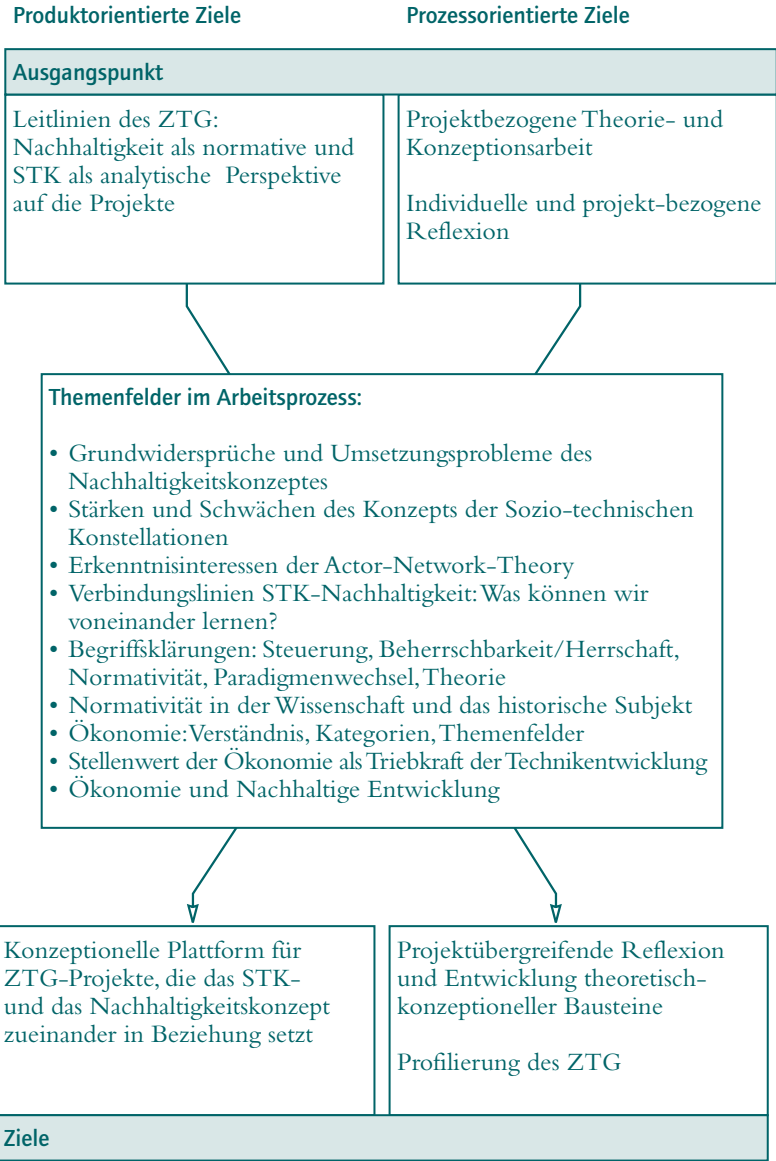 Produktorientierte Ziele
Prozessorientierte Ziele
Ausgangspunkt
Leitlinien des ZTG:
Nachhaltigkeit als normative und
STK als analytische Perspektive
auf die Projekte
Projektbezogene Theorie- und
Konzeptionsarbeit
Individuelle und projekt-bezogene
Reflexion
Themenfelder im Arbeitsprozess:
• Grundwidersprüche und Umsetzungsprobleme des
Nachhaltigkeitskonzeptes
• Stärken und Schwächen des Konzepts der Sozio-technischen
Konstellationen
• Erkenntnisinteressen der Actor-Network-Theory
• Verbindungslinien STK-Nachhaltigkeit: Was können wir
voneinander lernen?
• Begriffsklärungen: Steuerung, Beherrschbarkeit/Herrschaft,
Normativität, Paradigmenwechsel, Theorie
• Normativität in der Wissenschaft und das historische Subjekt
• Ökonomie: Verständnis, Kategorien, Themenfelder
• Stellenwert der Ökonomie als Triebkraft der Technikentwicklung
• Ökonomie und Nachhaltige Entwicklung
Konzeptionelle Plattform für
ZTG-Projekte, die das STK-
und das Nachhaltigkeitskonzept
zueinander in Beziehung setzt
Projektübergreifende Reflexion
und Entwicklung theoretisch-
konzeptioneller Bausteine
Profilierung des ZTG
Ziele